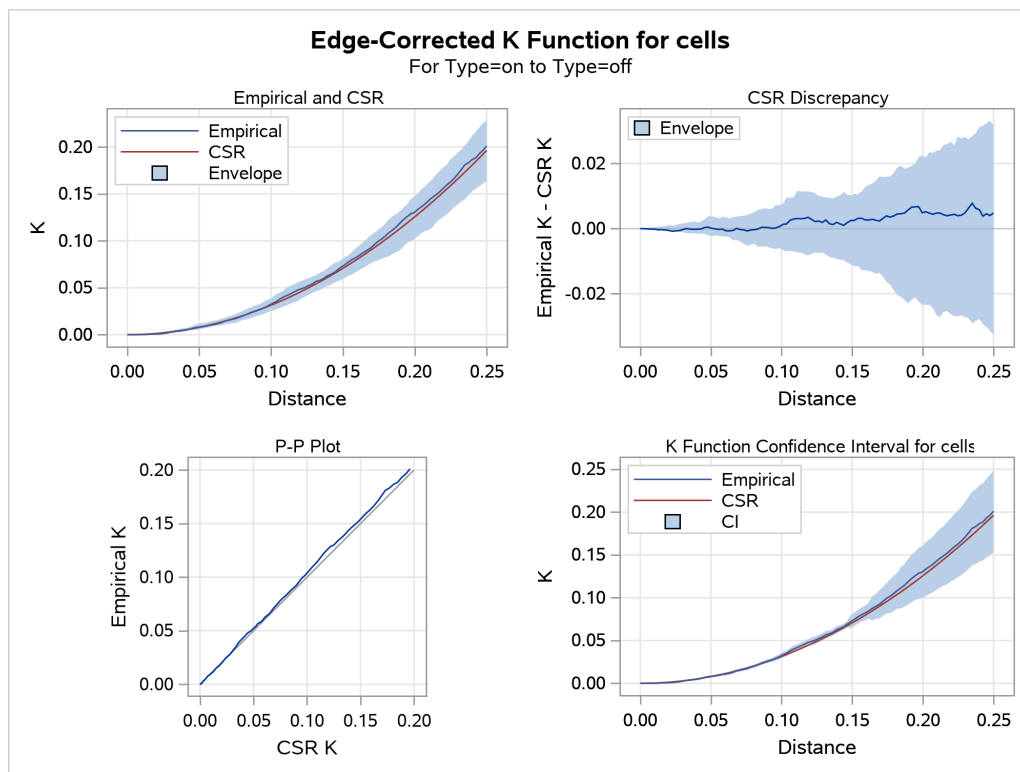 Edge-Corrected K Function for cells
For Type=on to Type=off
Empirical and CSR
Empirical
CSR
Envelope
K
0.20
0.15
0.10
0.05
0.00
0.00 0.05 0.10 0.15 0.20 0.25
Distance
CSR Discrepancy
Envelope
Empirical K - CSR K
0.02
0.00
-0.02
0.00 0.05 0.10 0.15 0.20 0.25
Distance
P-P Plot
Empirical K
0.20
0.15
0.10
0.05
0.00
0.00 0.05 0.10 0.15 0.20
CSR K
K Function Confidence Interval for cells
Empirical
CSR
CI
K
0.25
0.20
0.15
0.10
0.05
0.00
0.00 0.05 0.10 0.15 0.20 0.25
Distance